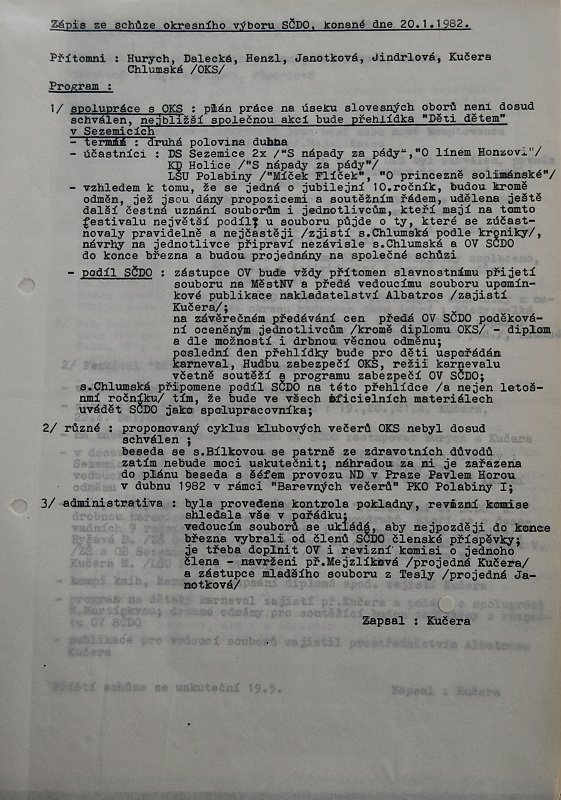 Zápis ze schůze okresního výboru SČDO, konané dne 20.1.1982.
Přítomni : Hurych, Dalecká, Henzl, Janotková, Jindrlová, Kučera
Chlumská /OKS/
Program :
1/ spolupráce s OKS : plán práce na úseku slovesných oborů není dosud
schválen, nejbližší společnou akcí bude přehlídka "Děti dětem"
v Sezemicích
- termín : druhá polovina dubna
- účastníci : DS Sezemice 2x /"S nápady za pády","O líném Honzovi"/
KD Holice /"S nápady za pády"/
LŠU Polabiny /"Míček Flíček", "O princezně solimánské"/
- vzhledem k tomu, že se jedná o jubilejní 10.ročník, budou kromě
odměn, jež jsou dány propozicemi a soutěžním řádem, udělena ještě
další čestná uznání souborům i jednotlivcům, kteří mají na tomto
festivalu největší podíl; u souboru půjde o ty, které se zúčast-
novaly pravidelně a nejčastěji /zjistí s.Chlumská podle kroniky/,
návrhy na jednotlivce připraví nezávisle s.Chlumská a OV SČDO
do konce března a budou projednány na společné schůzi
- podíl SČDO : zástupce OV bude vždy přítomen slavnostnímu přijetí
souboru na MěstNV a předá vedoucímu souboru upomín-
kové publikace nakladatelství Albatros /zajistí
Kučera/;
na závěrečném předávání cen předá OV SČDO poděková-
ní oceněným jednotlivcům /kromě diplomu OKS/ - diplom
a dle možností i drbnou věcnou odměnu;
poslední den přehlídky bude pro děti uspořádán
karneval, Hudbu zabezpečí OKS, režii karnevalu
včetně soutěží a programu zabezpečí OV SČDO;
s.Chlumská připomene podíl SČDO na této přehlídce /a nejen letoš-
nmí ročníku/ tím, že bude ve všech oficielních materiálech
uvádět SČDO jako spolupracovníka;
2/ různé : proponovaný cyklus klubových večerů OKS nebyl dosud
schválen ;
beseda se s.Bílkovou se patrně ze zdravotních důvodů
zatím nebude moci uskutečnit; náhradou za ni je zařazena
do plánu beseda s šéfem provozu ND v Praze Pavlem Horou
v dubnu 1982 v rámci "Barevných večerů" PKO Polabiny I;
3/ administrativa : byla provedena kontrola pokladny, revizní komise
shledala vše v pořádku;
vedoucím souborů se ukládá, aby nejpozději do konce
března vybrali od členů SČDO členské příspěvky;
je třeba doplnit OV i revizní komisi o jednoho
člena - navrženi př.Mejzlíková /projedná Kučera/
a zástupce mladšího souboru z Tesly /projedná Ja-
notková/
Zapsal : Kučera